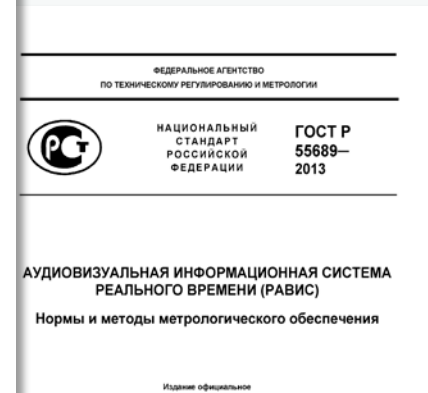 ФЕДЕРАЛЬНОЕ АГЕНТСТВО
ПО ТЕХНИЧЕСКОМУ РЕГУЛИРОВАНИЮ И МЕТРОЛОГИИ
РСТ
НАЦИОНАЛЬНЫЙ
СТАНДАРТ
РОССИЙСКОЙ
ФЕДЕРАЦИИ
ГОСТ Р
55689—
2013
АУДИОВИЗУАЛЬНАЯ ИНФОРМАЦИОННАЯ СИСТЕМА
РЕАЛЬНОГО ВРЕМЕНИ (РАВИС)
Нормы и методы метрологического обеспечения
Издание официальное